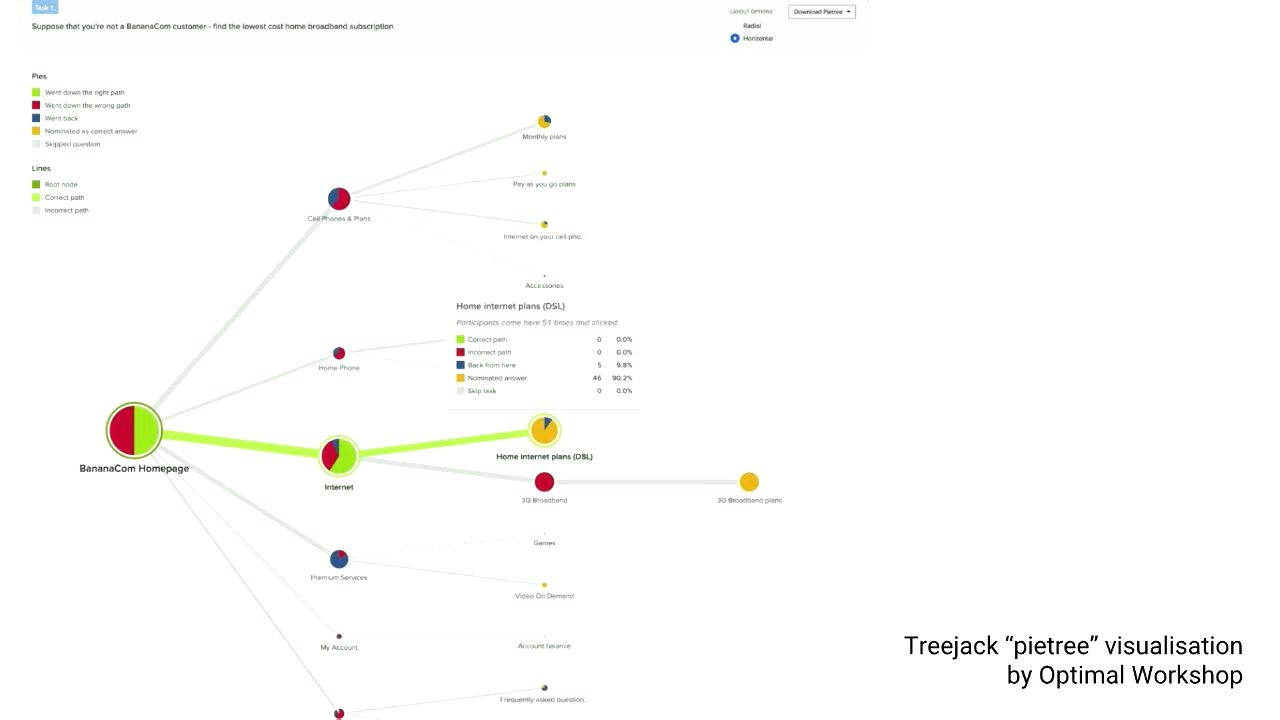 Task 1
Suppose that you're not a BananaCom customer - find the lowest cost home broadband subscription
LAYOUT OPTIONS
Radial
Horizontal
Download Pietree
Pies
Went down the right path
Went down the wrong path
Went back
Nominated as correct answer
Skipped question
Lines
Root node
Correct path
Incorrect path
Monthly plans
Pay as you go plans
Cell Phones & Plans
Internet on your cell pho...
Accessories
Home internet plans (DSL)
Participants came here 51 times and clicked:
Correct path 0 0.0%
Incorrect path 0 0.0%
Back from here 5 9.8%
Nominated answer 46 90.2%
Skip task 0 0.0%
Home Phone
BananaCom Homepage
Home internet plans (DSL)
Internet
3G Broadband
3G Broadband plans
Games
Premium Services
Video On Demand
My Account
Account balance
Frequently asked question...
Treejack “pietree” visualisation
by Optimal Workshop